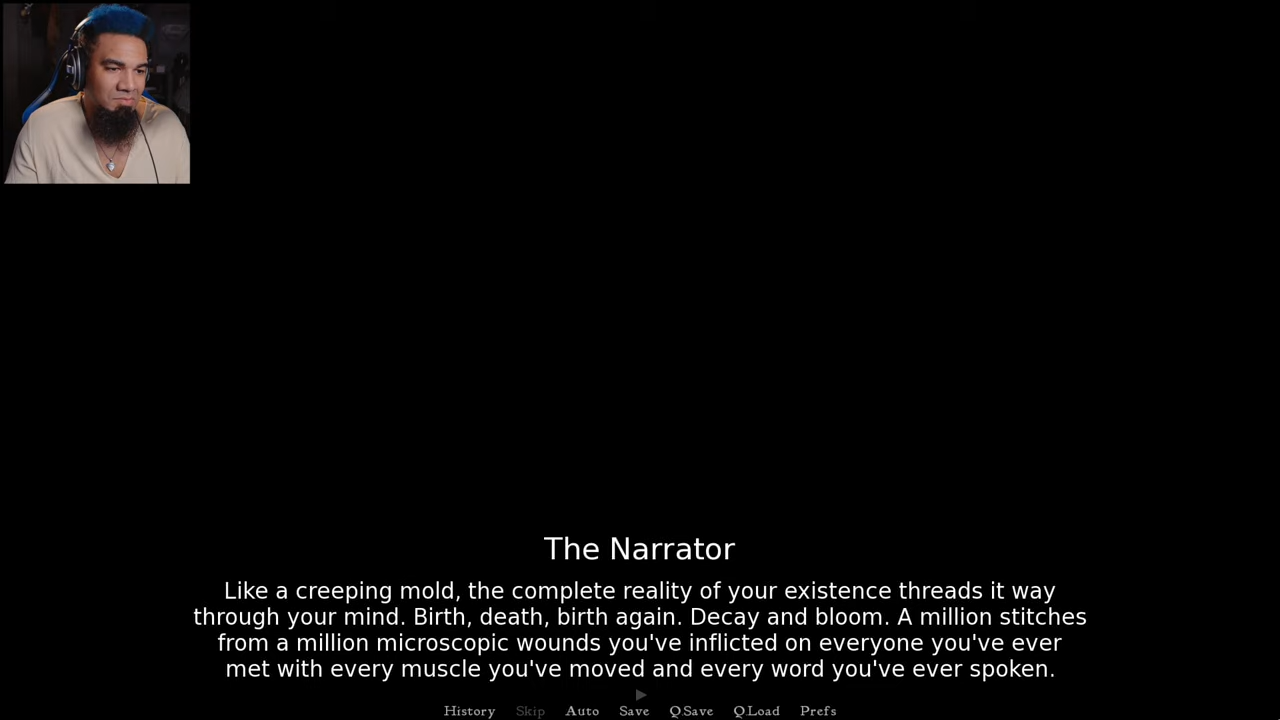 The Narrator
Like a creeping mold, the complete reality of your existence threads it way
through your mind. Birth, death, birth again. Decay and bloom. A million stitches
from a million microscopic wounds you've inflicted on everyone you've ever
met with every muscle you've moved and every word you've ever spoken.
History Skip Auto Save Q.Save Q.Load Prefs